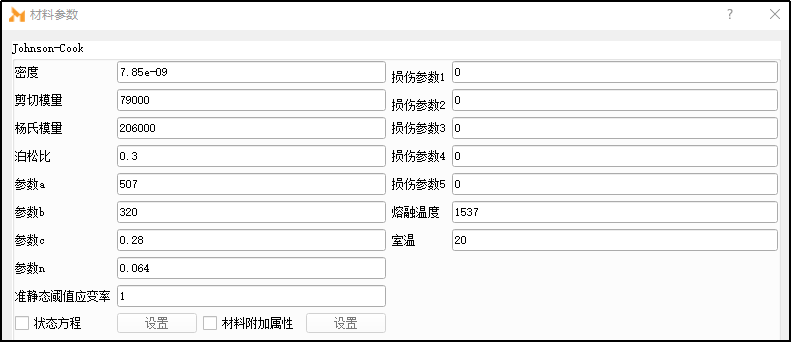 材料参数
Johnson-Cook
密度 7.85e-09 损伤参数1 0
剪切模量 79000 损伤参数2 0
杨氏模量 206000 损伤参数3 0
泊松比 0.3 损伤参数4 0
参数a 507 损伤参数5 0
参数b 320 熔融温度 1537
参数c 0.28 室温 20
参数n 0.064
准静态阈值应变率 1
状态方程 设置 材料附加属性 设置